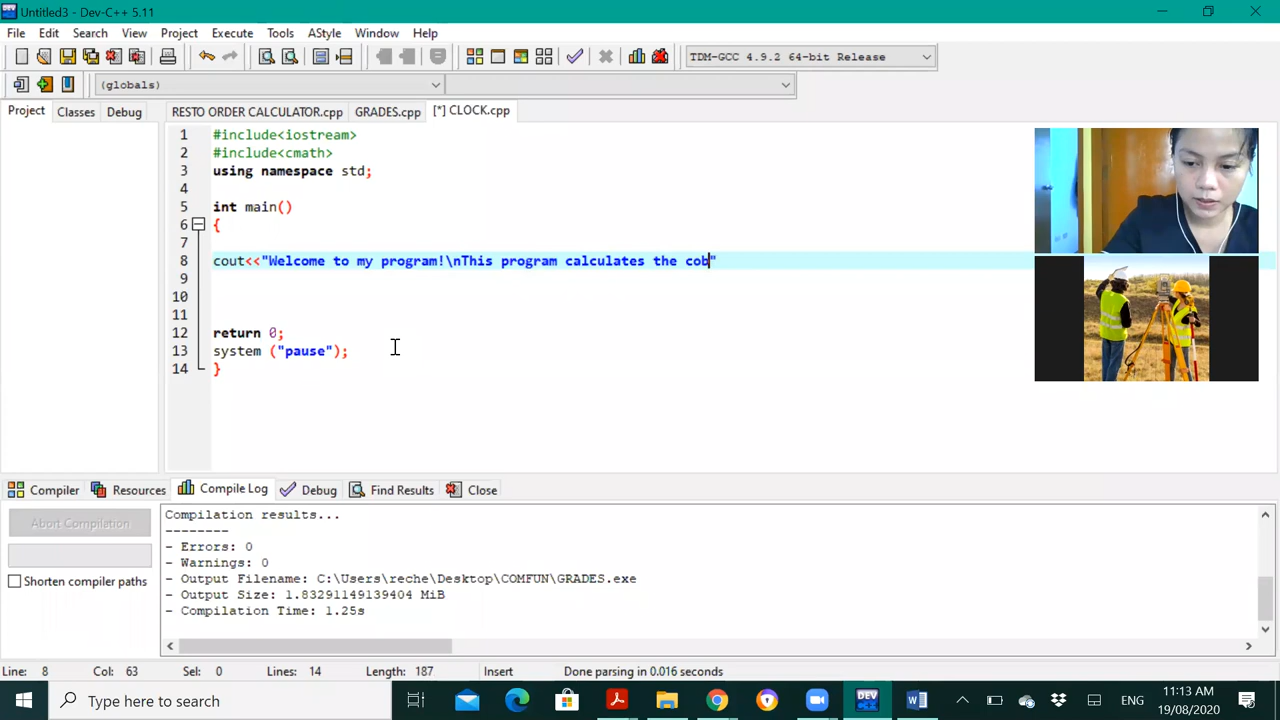 Untitled3 - Dev-C++ 5.11
File Edit Search View Project Execute Tools AStyle Window Help
TDM-GCC 4.9.2 64-bit Release
(globals)
Project Classes Debug
RESTO ORDER CALCULATOR.cpp GRADES.cpp [*] CLOCK.cpp
1 #include<iostream>
2 #include<cmath>
3 using namespace std;
4
5 int main()
6 {
7
8 cout<<"Welcome to my program!\nThis program calculates the cob"
9
10
11
12 return 0;
13 system ("pause");
14 }
Compiler Resources Compile Log Debug Find Results Close
Abort Compilation
Shorten compiler paths
Compilation results...
--------
- Errors: 0
- Warnings: 0
- Output Filename: C:\Users\reche\Desktop\COMFUN\GRADES.exe
- Output Size: 1.83291149139404 MiB
- Compilation Time: 1.25s
Line: 8 Col: 63 Sel: 0 Lines: 14 Length: 187 Insert Done parsing in 0.016 seconds
Type here to search
DEV
ENG
11:13 AM
19/08/2020